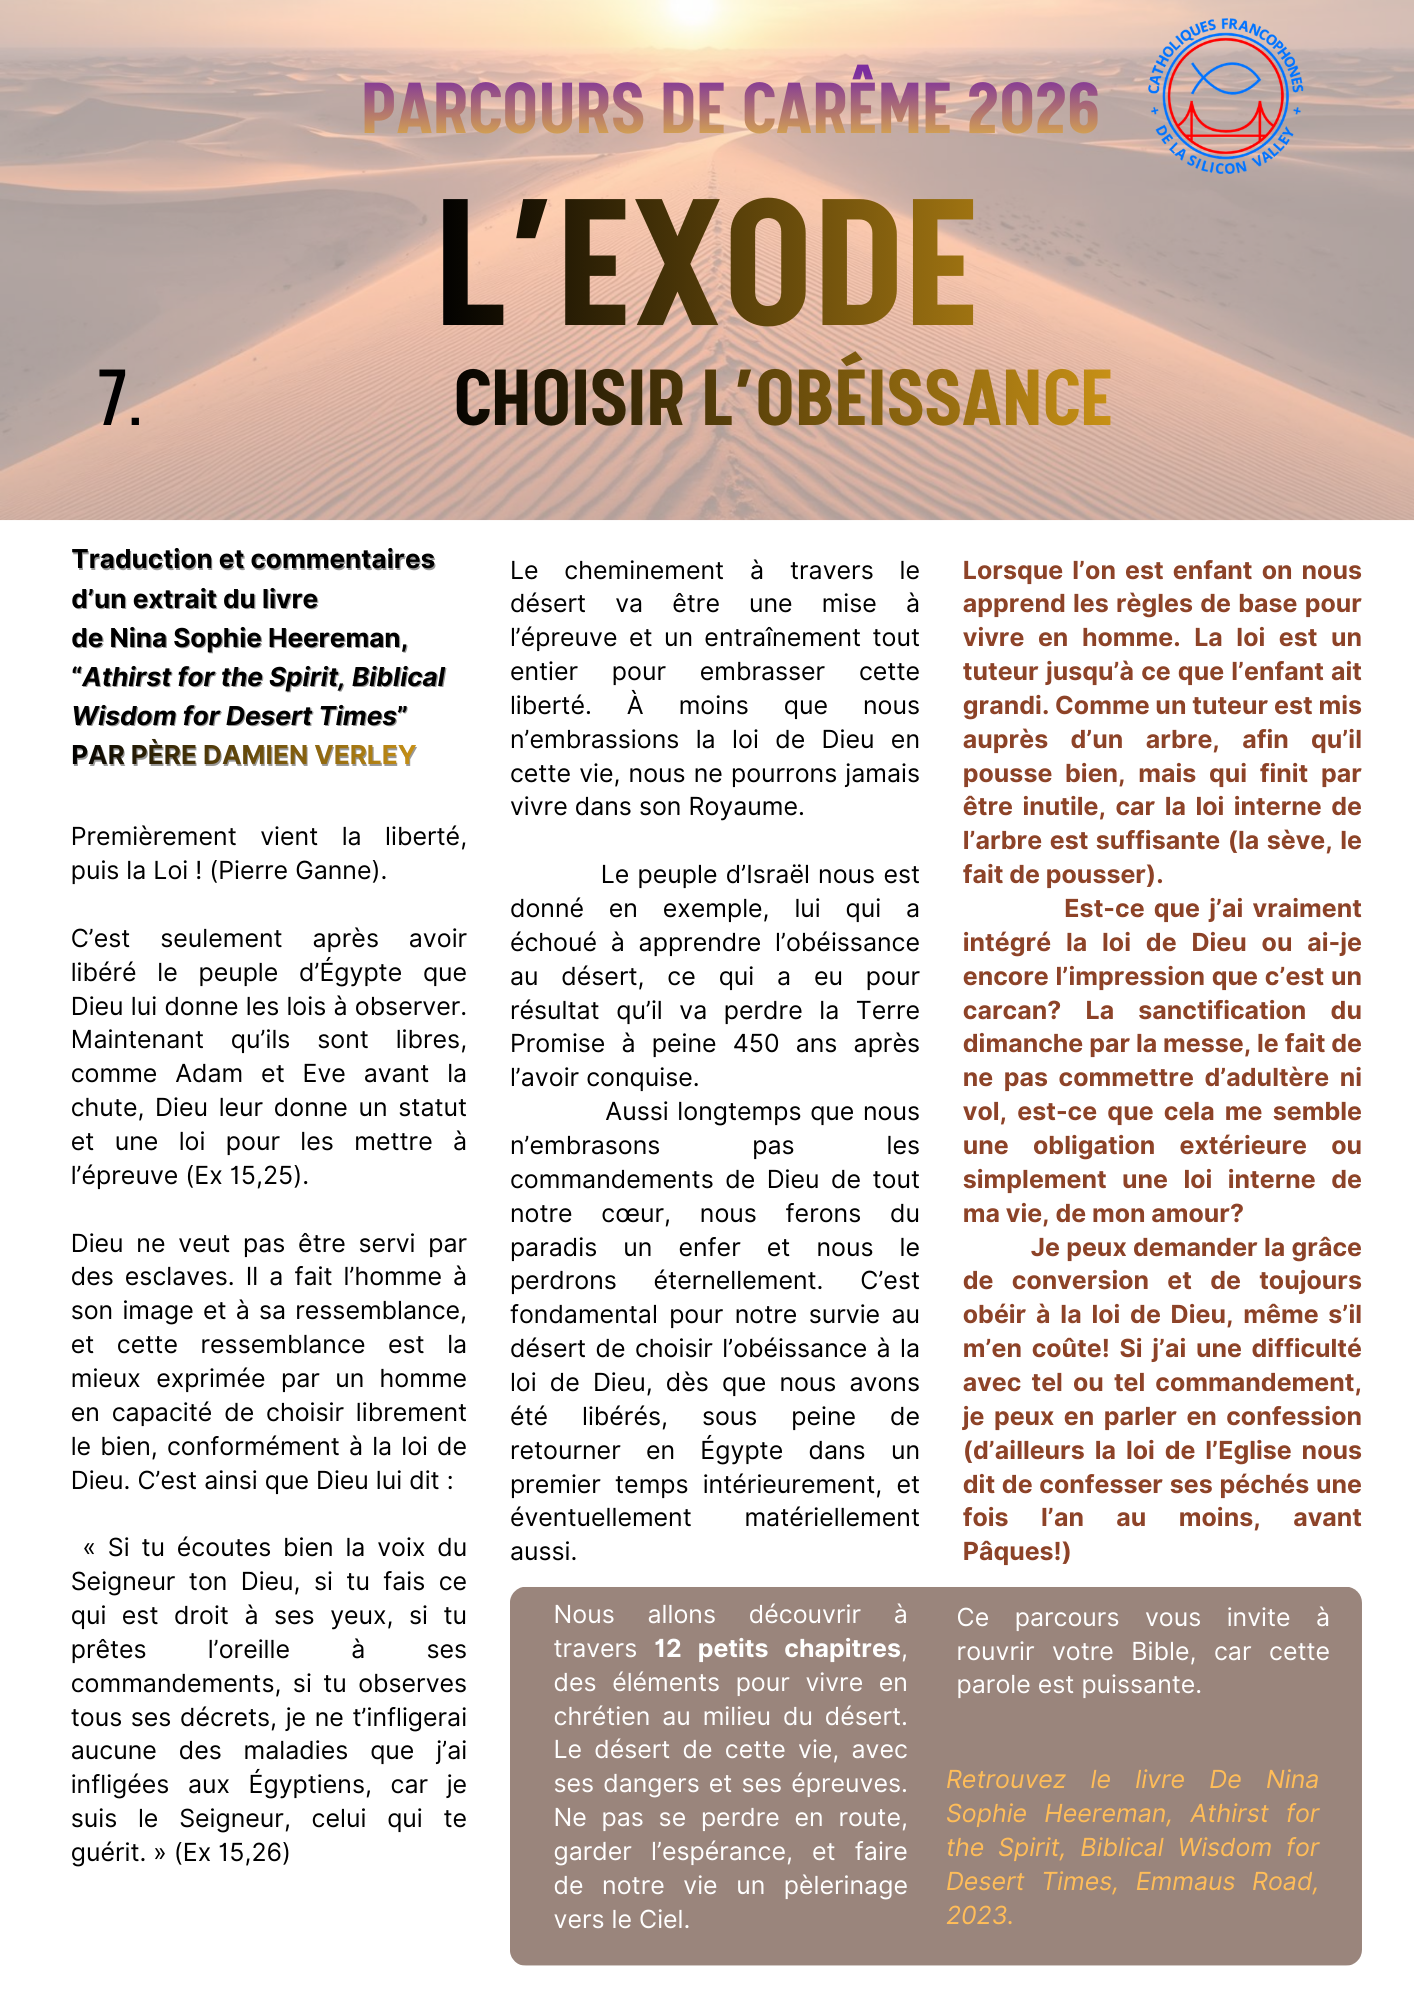 CATHOLIQUES FRANCOPHONES
+ DE LA SILICON VALLEY +
PARCOURS DE CARÊME 2026
L’EXODE
7.
CHOISIR L’OBÉISSANCE
Traduction et commentaires
d’un extrait du livre
de Nina Sophie Heereman,
“Athirst for the Spirit, Biblical
Wisdom for Desert Times”
PAR PÈRE DAMIEN VERLEY
Premièrement vient la liberté,
puis la Loi ! (Pierre Ganne).
C’est seulement après avoir
libéré le peuple d’Égypte que
Dieu lui donne les lois à observer.
Maintenant qu’ils sont libres,
comme Adam et Eve avant la
chute, Dieu leur donne un statut
et une loi pour les mettre à
l’épreuve (Ex 15,25).
Dieu ne veut pas être servi par
des esclaves. Il a fait l’homme à
son image et à sa ressemblance,
et cette ressemblance est la
mieux exprimée par un homme
en capacité de choisir librement
le bien, conformément à la loi de
Dieu. C’est ainsi que Dieu lui dit :
« Si tu écoutes bien la voix du
Seigneur ton Dieu, si tu fais ce
qui est droit à ses yeux, si tu
prêtes l’oreille à ses
commandements, si tu observes
tous ses décrets, je ne t’infligerai
aucune des maladies que j’ai
infligées aux Égyptiens, car je
suis le Seigneur, celui qui te
guérit. » (Ex 15,26)
Le cheminement à travers le
désert va être une mise à
l’épreuve et un entraînement tout
entier pour embrasser cette
liberté. À moins que nous
n’embrassions la loi de Dieu en
cette vie, nous ne pourrons jamais
vivre dans son Royaume.
Le peuple d’Israël nous est
donné en exemple, lui qui a
échoué à apprendre l’obéissance
au désert, ce qui a eu pour
résultat qu’il va perdre la Terre
Promise à peine 450 ans après
l’avoir conquise.
Aussi longtemps que nous
n’embrasons pas les
commandements de Dieu de tout
notre cœur, nous ferons du
paradis un enfer et nous le
perdrons éternellement. C’est
fondamental pour notre survie au
désert de choisir l’obéissance à la
loi de Dieu, dès que nous avons
été libérés, sous peine de
retourner en Égypte dans un
premier temps intérieurement, et
éventuellement matériellement
aussi.
Lorsque l’on est enfant on nous
apprend les règles de base pour
vivre en homme. La loi est un
tuteur jusqu’à ce que l’enfant ait
grandi. Comme un tuteur est mis
auprès d’un arbre, afin qu’il
pousse bien, mais qui finit par
être inutile, car la loi interne de
l’arbre est suffisante (la sève, le
fait de pousser).
Est-ce que j’ai vraiment
intégré la loi de Dieu ou ai-je
encore l’impression que c’est un
carcan? La sanctification du
dimanche par la messe, le fait de
ne pas commettre d’adultère ni
vol, est-ce que cela me semble
une obligation extérieure ou
simplement une loi interne de
ma vie, de mon amour?
Je peux demander la grâce
de conversion et de toujours
obéir à la loi de Dieu, même s’il
m’en coûte! Si j’ai une difficulté
avec tel ou tel commandement,
je peux en parler en confession
(d’ailleurs la loi de l’Eglise nous
dit de confesser ses péchés une
fois l’an au moins, avant
Pâques!)
Nous allons découvrir à
travers 12 petits chapitres,
des éléments pour vivre en
chrétien au milieu du désert.
Le désert de cette vie, avec
ses dangers et ses épreuves.
Ne pas se perdre en route,
garder l’espérance, et faire
de notre vie un pèlerinage
vers le Ciel.
Ce parcours vous invite à
rouvrir votre Bible, car cette
parole est puissante.
Retrouvez le livre De Nina
Sophie Heereman, Athirst for
the Spirit, Biblical Wisdom for
Desert Times, Emmaus Road,
2023.